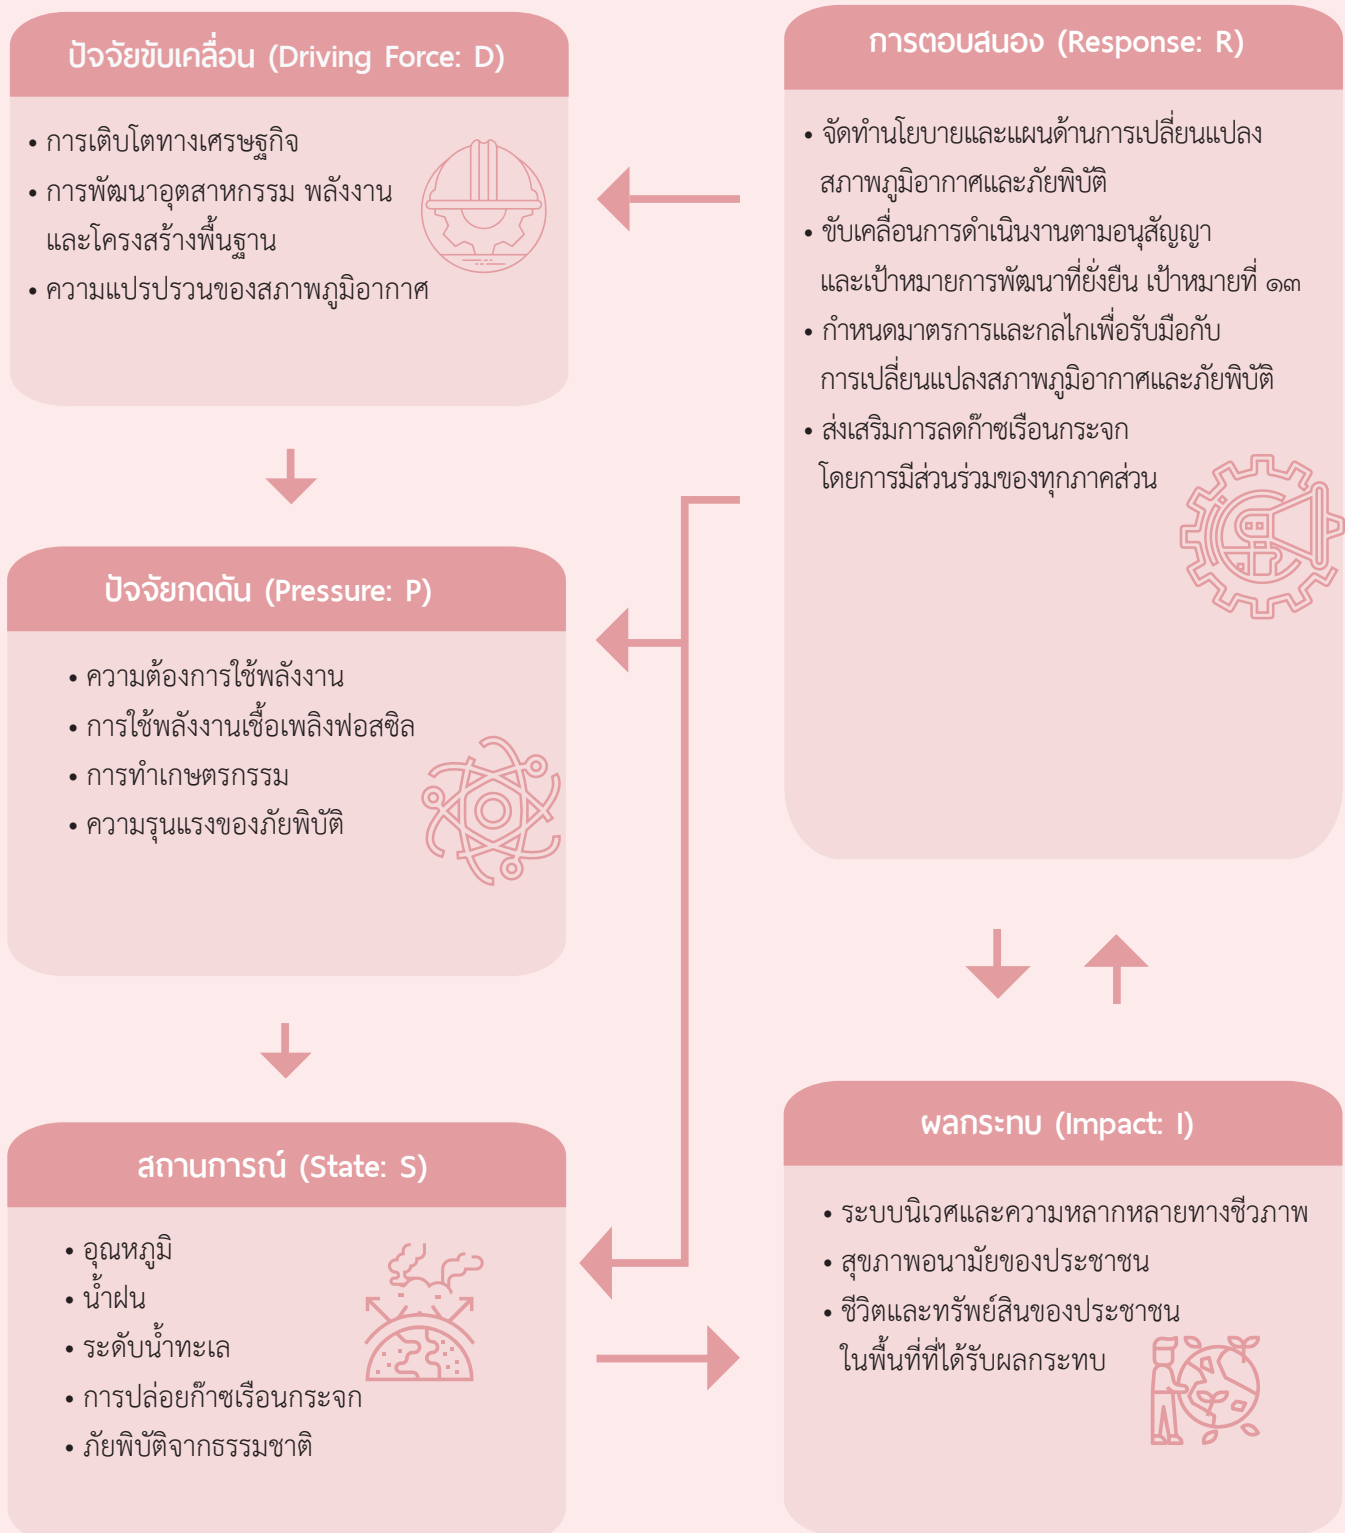 ปัจจัยขับเคลื่อน (Driving Force: D)
• การเติบโตทางเศรษฐกิจ
• การพัฒนาอุตสาหกรรม พลังงาน
และโครงสร้างพื้นฐาน
• ความแปรปรวนของสภาพภูมิอากาศ
ปัจจัยกดดัน (Pressure: P)
• ความต้องการใช้พลังงาน
• การใช้พลังงานเชื้อเพลิงฟอสซิล
• การทำเกษตรกรรม
• ความรุนแรงของภัยพิบัติ
สถานการณ์ (State: S)
• อุณหภูมิ
• น้ำฝน
• ระดับน้ำทะเล
• การปล่อยก๊าซเรือนกระจก
• ภัยพิบัติจากธรรมชาติ
การตอบสนอง (Response: R)
• จัดทำนโยบายและแผนด้านการเปลี่ยนแปลง
สภาพภูมิอากาศและภัยพิบัติ
• ขับเคลื่อนการดำเนินงานตามอนุสัญญา
และเป้าหมายการพัฒนาที่ยั่งยืน เป้าหมายที่ ๑๓
• กำหนดมาตรการและกลไกเพื่อรับมือกับ
การเปลี่ยนแปลงสภาพภูมิอากาศและภัยพิบัติ
• ส่งเสริมการลดก๊าซเรือนกระจก
โดยการมีส่วนร่วมของทุกภาคส่วน
ผลกระทบ (Impact: I)
• ระบบนิเวศและความหลากหลายทางชีวภาพ
• สุขภาพอนามัยของประชาชน
• ชีวิตและทรัพย์สินของประชาชน
ในพื้นที่ที่ได้รับผลกระทบ